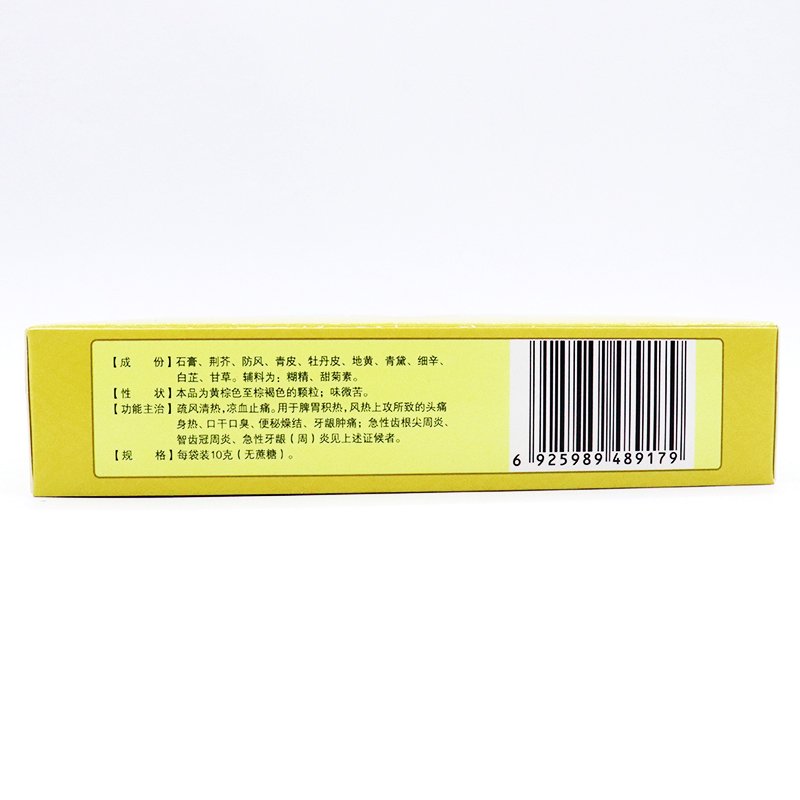 【成　份】石膏、荆芥、防风、青皮、牡丹皮、地黄、青黛、细辛、
白芷、甘草。辅料为：糊精、甜菊素。
【性　状】本品为黄棕色至棕褐色的颗粒；味微苦。
【功能主治】疏风清热，凉血止痛。用于脾胃积热，风热上攻所致的头痛
身热、口干口臭、便秘燥结、牙龈肿痛；急性齿根尖周炎、
智齿冠周炎、急性牙龈（周）炎见上述证候者。
【规　格】每袋装10克（无蔗糖）。
6 925989 489179